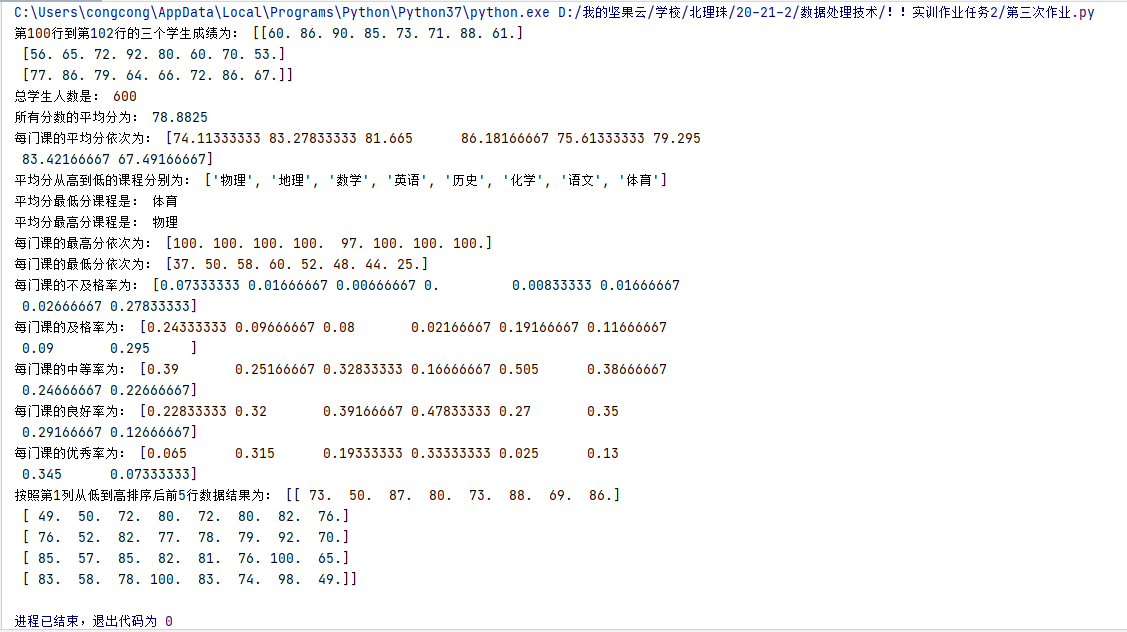 C:\Users\congcong\AppData\Local\Programs\Python\Python37\python.exe D:/我的坚果云/学校/北理珠/20-21-2/数据处理技术/！！实训作业任务2/第三次作业.py
第100行到第102行的三个学生成绩为： [[60. 86. 90. 85. 73. 71. 88. 61.]
 [56. 65. 72. 92. 80. 60. 70. 53.]
 [77. 86. 79. 64. 66. 72. 86. 67.]]
总学生人数是： 600
所有分数的平均分为： 78.8825
每门课的平均分依次为： [74.11333333 83.27833333 81.665      86.18166667 75.61333333 79.295
 83.42166667 67.49166667]
平均分从高到低的课程分别为： ['物理', '地理', '数学', '英语', '历史', '化学', '语文', '体育']
平均分最低分课程是： 体育
平均分最高分课程是： 物理
每门课的最高分依次为： [100. 100. 100. 100.  97. 100. 100. 100.]
每门课的最低分依次为： [37. 50. 58. 60. 52. 48. 44. 25.]
每门课的不及格率为： [0.07333333 0.01666667 0.00666667 0.         0.00833333 0.01666667
 0.02666667 0.27833333]
每门课的及格率为： [0.24333333 0.09666667 0.08       0.02166667 0.19166667 0.11666667
 0.09       0.295     ]
每门课的中等率为： [0.39       0.25166667 0.32833333 0.16666667 0.505      0.38666667
 0.24666667 0.22666667]
每门课的良好率为： [0.22833333 0.32       0.39166667 0.47833333 0.27       0.35
 0.29166667 0.12666667]
每门课的优秀率为： [0.065      0.315      0.19333333 0.33333333 0.025      0.13
 0.345      0.07333333]
按照第1列从低到高排序后前5行数据结果为： [[ 73.  50.  87.  80.  73.  88.  69.  86.]
 [ 49.  50.  72.  80.  72.  80.  82.  76.]
 [ 76.  52.  82.  77.  78.  79.  92.  70.]
 [ 85.  57.  85.  82.  81.  76. 100.  65.]
 [ 83.  58.  78. 100.  83.  74.  98.  49.]]
进程已结束，退出代码为 0